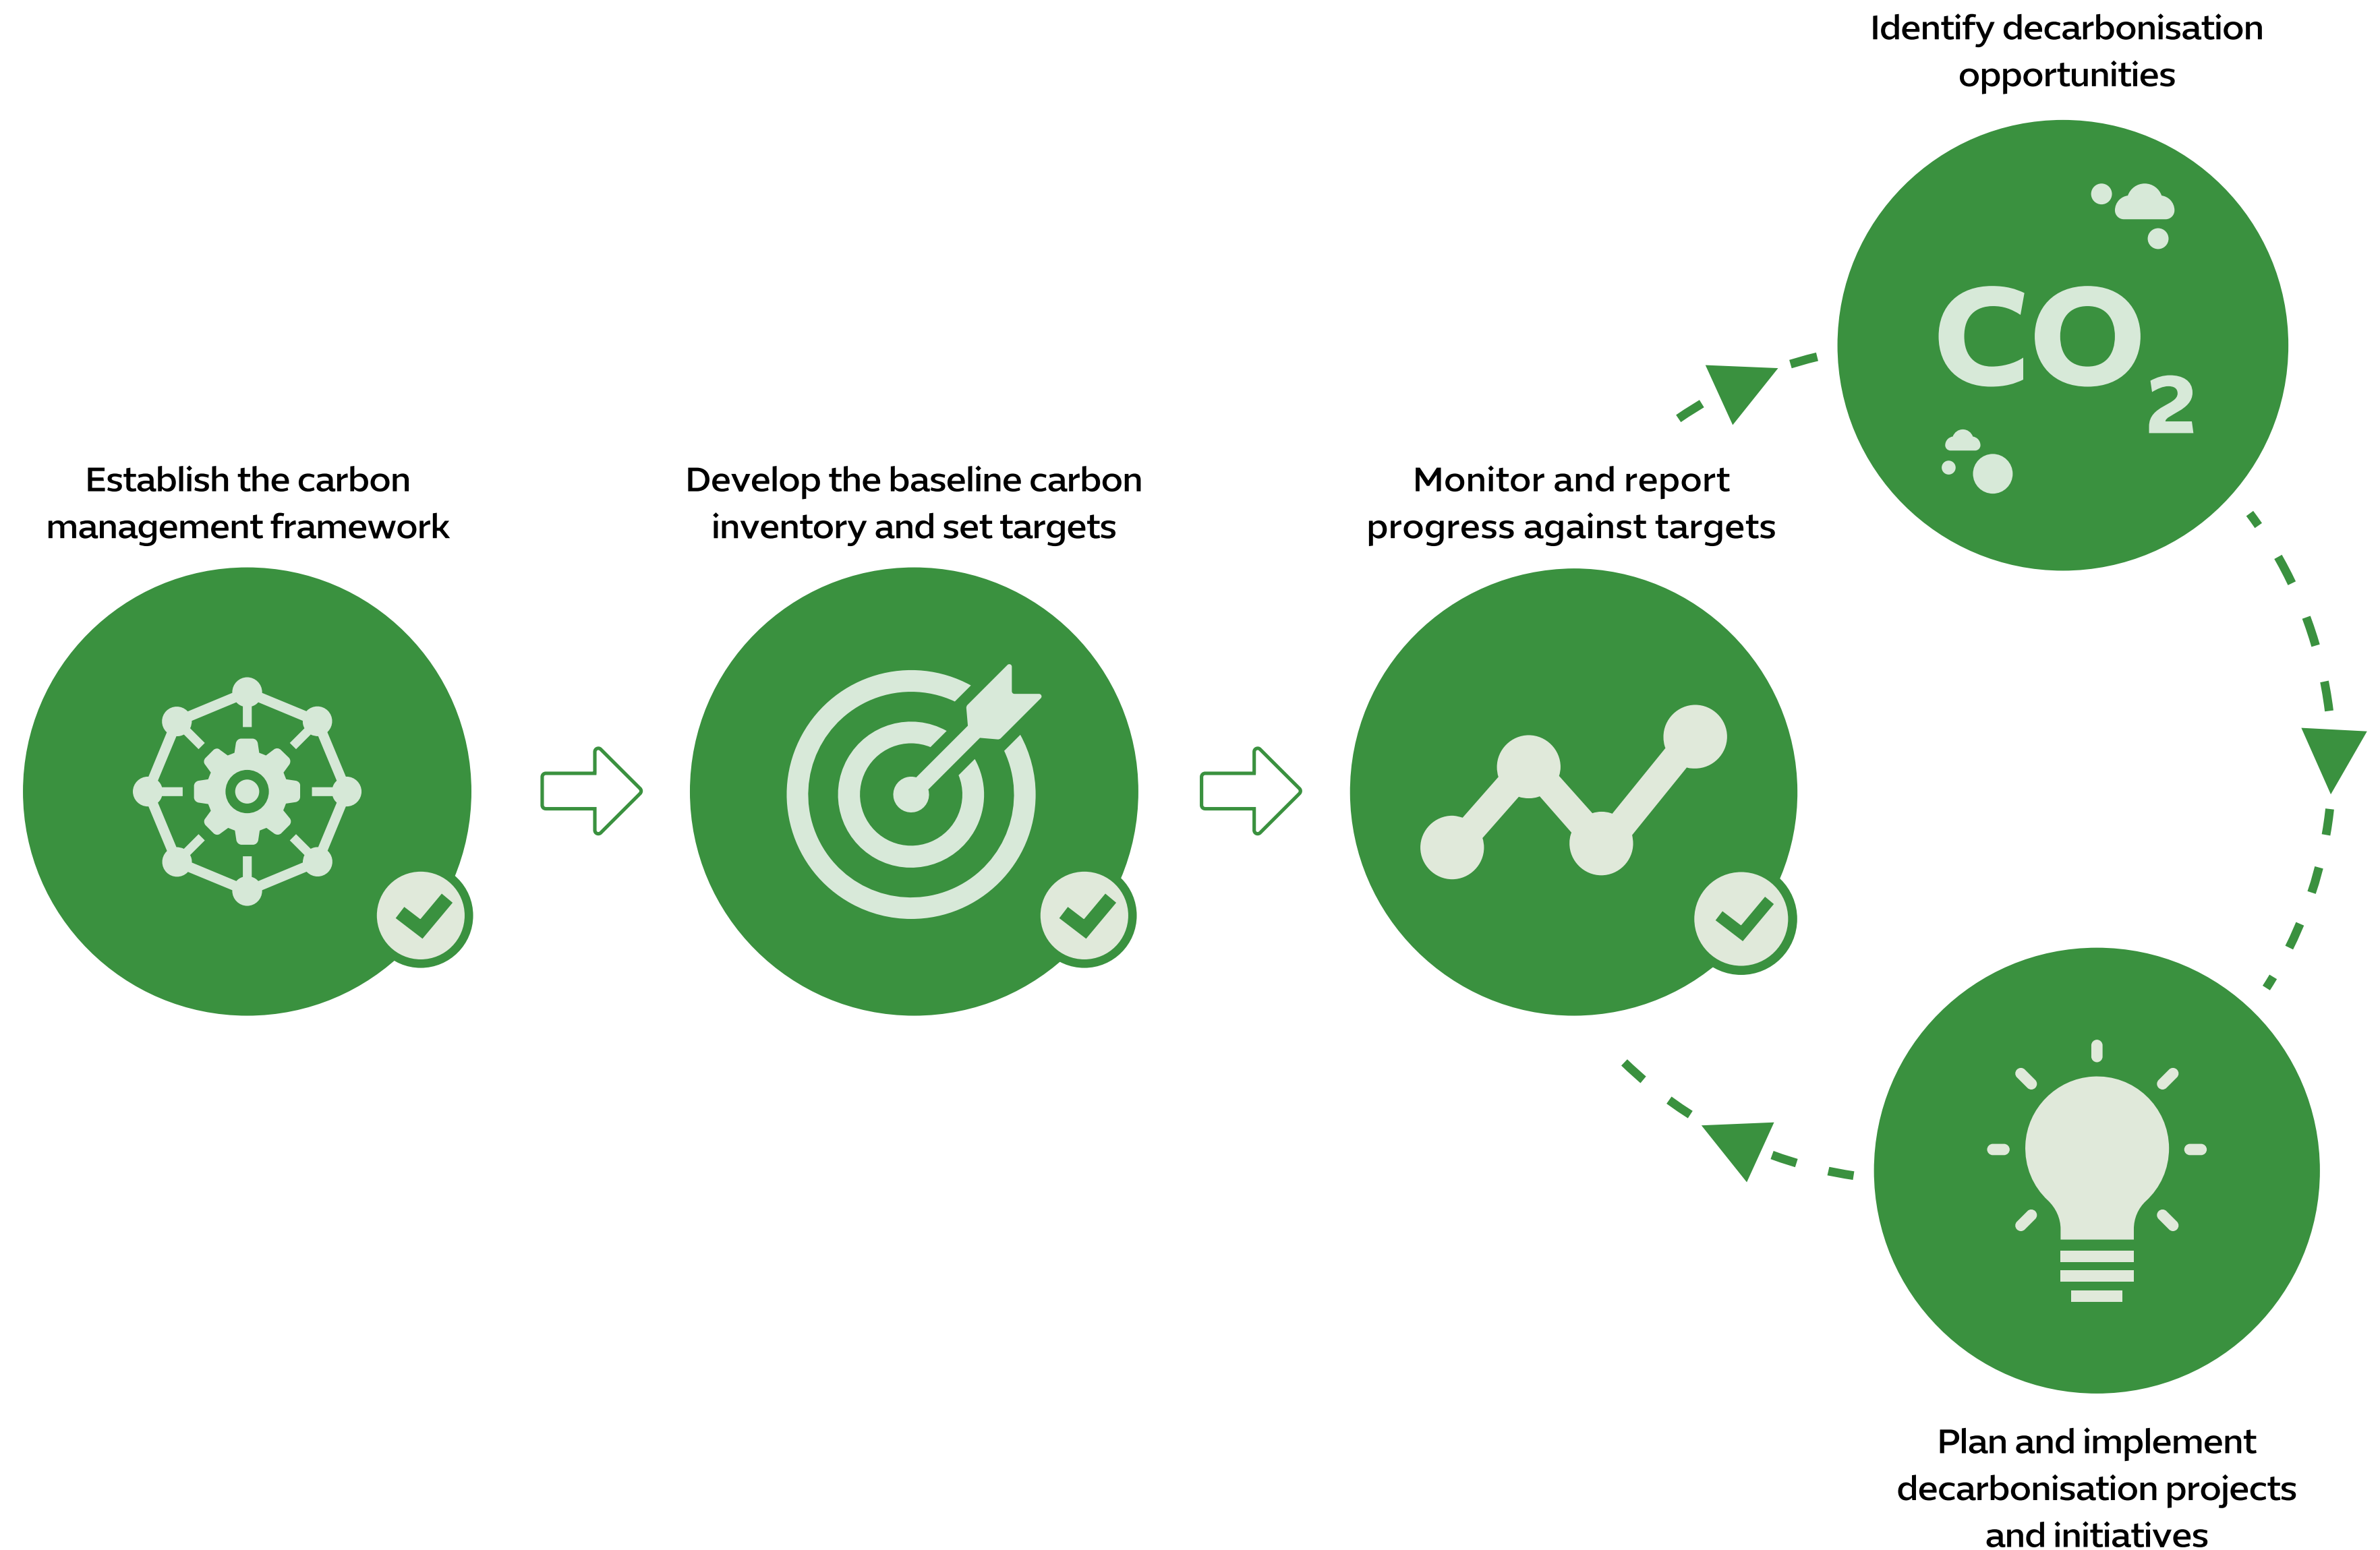 Establish the carbon
management framework
Develop the baseline carbon
inventory and set targets
Monitor and report
progress against targets
Identify decarbonisation
opportunities
CO2
Plan and implement
decarbonisation projects
and initiatives